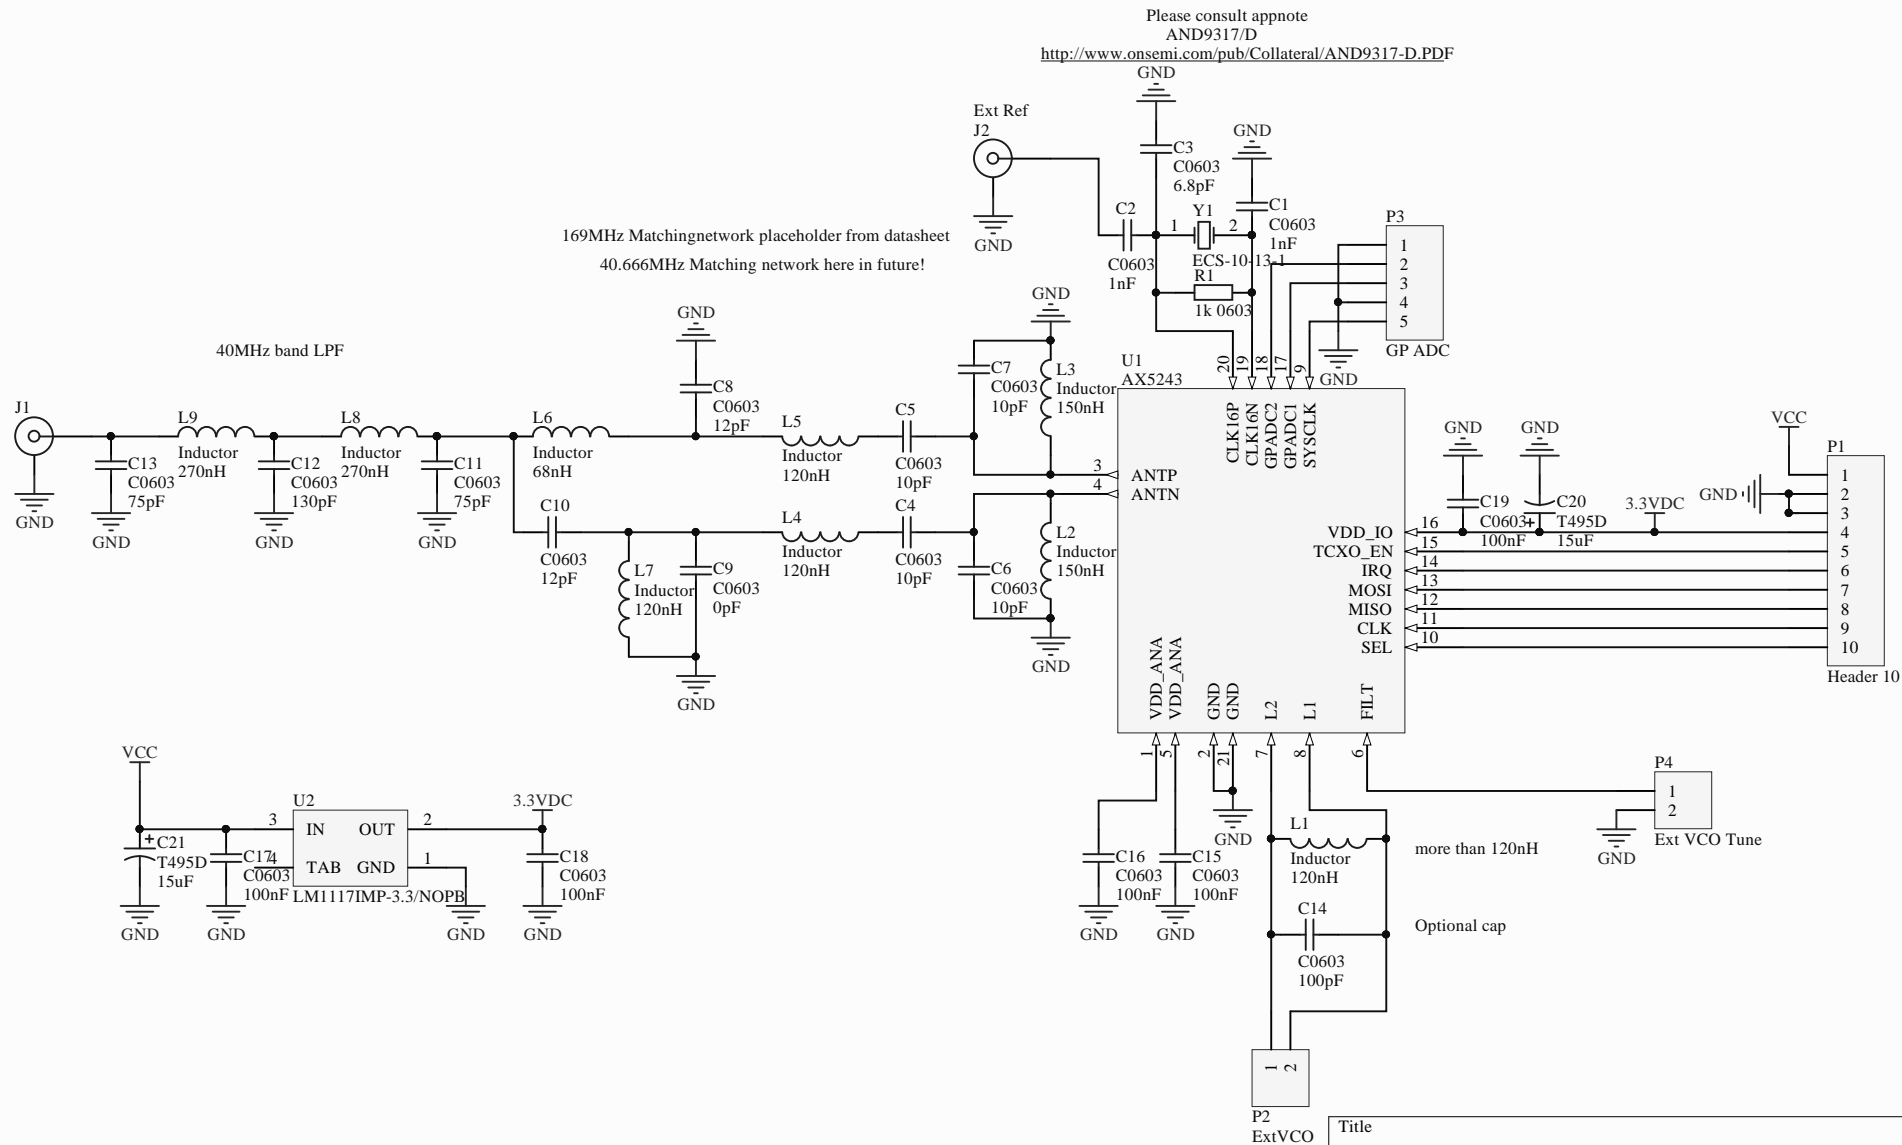 Please consult appnote
AND9317/D
http://www.onsemi.com/pub/Collateral/AND9317-D.PDF
GND
Ext Ref
J2
GND
C3
C0603
6.8pF
GND
C2
C0603
1nF
1
Y1
2
ECS-10-13-1
C1
C0603
1nF
GND
R1
1k 0603
P3
1
2
3
4
5
GP ADC
GND
169MHz Matchingnetwork placeholder from datasheet
40.666MHz Matching network here in future!
40MHz band LPF
J1
GND
C13
C0603
75pF
GND
L9
Inductor
270nH
C12
C0603
130pF
GND
L8
Inductor
270nH
C11
C0603
75pF
GND
L6
Inductor
68nH
GND
C8
C0603
12pF
L5
Inductor
120nH
C5
C0603
10pF
C7
C0603
10pF
GND
L3
Inductor
150nH
C10
C0603
12pF
L7
Inductor
120nH
C9
C0603
0pF
GND
L4
Inductor
120nH
C4
C0603
10pF
C6
C0603
10pF
L2
Inductor
150nH
GND
U1
AX5243
20
19
18
17
9
CLK16P
CLK16N
GPADC2
GPADC1
SYSCLK
3
ANTP
4
ANTN
VDD_IO
16
TCXO_EN
15
IRQ
14
MOSI
13
MISO
12
CLK
11
SEL
10
VDD_ANA
VDD_ANA
GND
GND
L2
L1
FILT
1
5
2
21
7
8
6
GND
C19
C0603
100nF
GND
C20
+
T495D
15uF
3.3VDC
VCC
GND
P1
1
2
3
4
5
6
7
8
9
10
Header 10
P4
1
2
Ext VCO Tune
GND
GND
C16
C0603
100nF
GND
C15
C0603
100nF
GND
L1
Inductor
120nH
more than 120nH
C14
C0603
100pF
Optional cap
1
2
P2
ExtVCO
VCC
+
C21
T495D
15uF
GND
C17
C0603
100nF
GND
U2
3
IN
OUT
2
4
TAB
GND
1
LM1117IMP-3.3/NOPB
GND
3.3VDC
C18
C0603
100nF
GND
Title